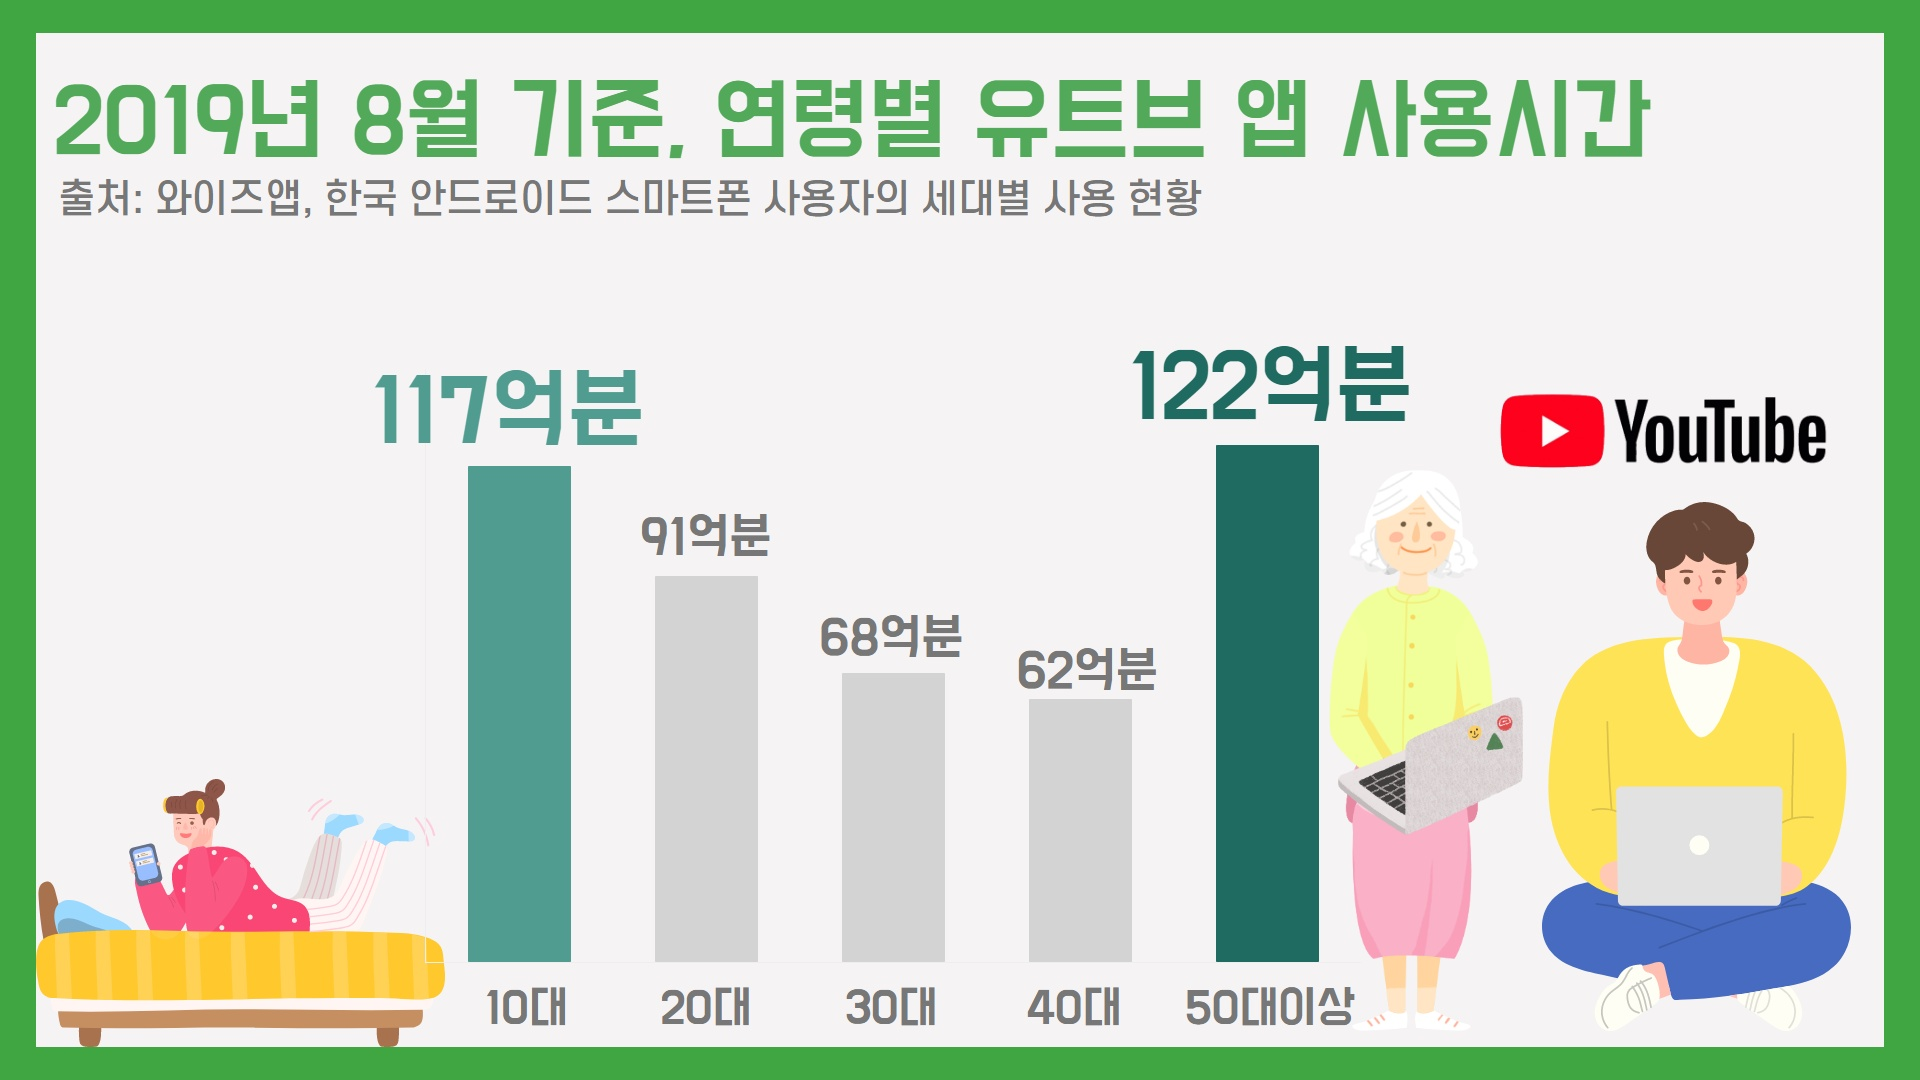 2019년 8월 기준, 연령별 유트브 앱 사용시간
출처: 와이즈앱, 한국 안드로이드 스마트폰 사용자의 세대별 사용 현황
117억분
91억분
68억분
62억분
122억분
YouTube
10대
20대
30대
40대
50대이상